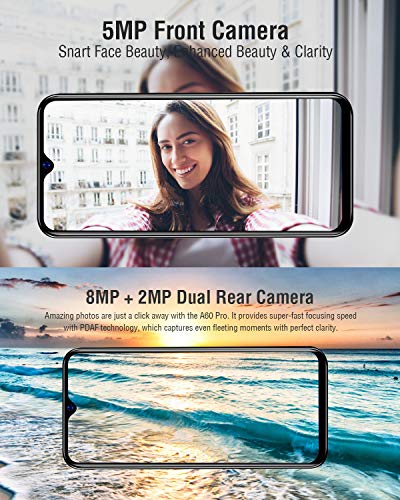 5MP Front Camera
Snart Face Beauty, Enhanced Beauty & Clarity
8MP + 2MP Dual Rear Camera
Amazing photos are just a click away with the A60 Pro. It provides super-fast focusing speed
with PDAF technology, which captures even fleeting moments with perfect clarity.